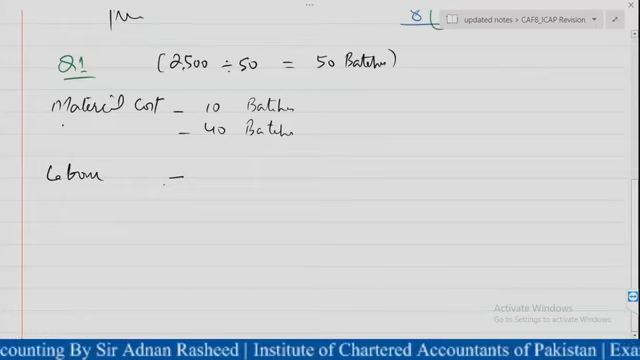 updated notes > CAF8_ICAP Revision
Q1 (2,500 ÷ 50 = 50 Batches)
Material Cost – 10 Batches
– 40 Batches
Labour –
Activate Windows
Go to Settings to activate Windows.
ccounting By Sir Adnan Rasheed | Institute of Chartered Accountants of Pakistan | Exa